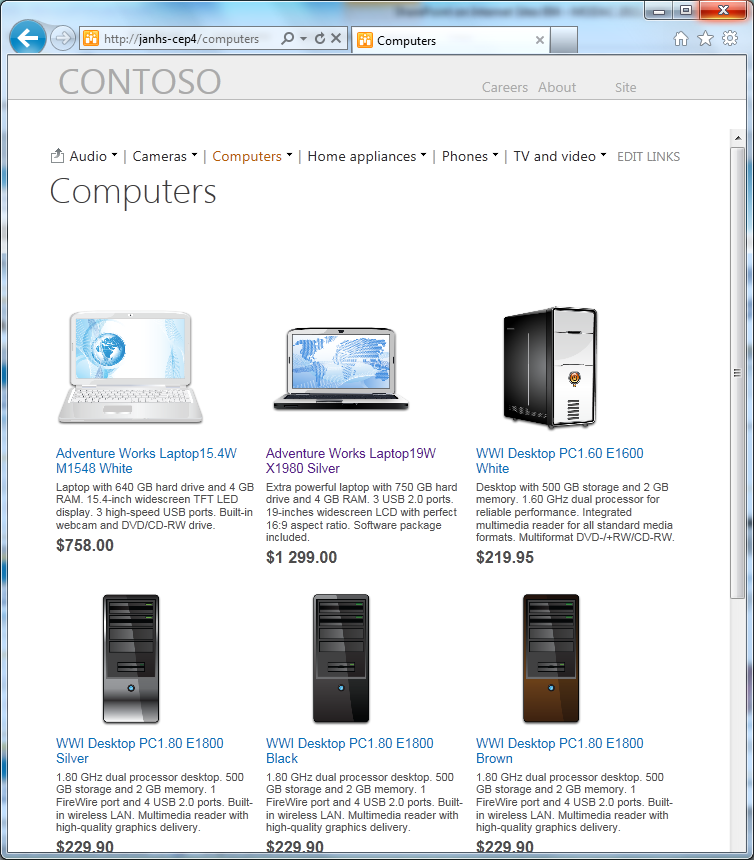 http://janhs-cep4/computers
Computers
CONTOSO
Careers About Site
Audio | Cameras | Computers | Home appliances | Phones | TV and video EDIT LINKS
Computers
Adventure Works Laptop15.4W
M1548 White
Laptop with 640 GB hard drive and 4 GB
RAM. 15.4-inch widescreen TFT LED
display. 3 high-speed USB ports. Built-in
webcam and DVD/CD-RW drive.
$758.00
Adventure Works Laptop19W
X1980 Silver
Extra powerful laptop with 750 GB hard
drive and 4 GB RAM. 3 USB 2.0 ports.
19-inches widescreen LCD with perfect
16:9 aspect ratio. Software package
included.
$1 299.00
WWI Desktop PC1.60 E1600
White
Desktop with 500 GB storage and 2 GB
memory. 1.60 GHz dual processor for
reliable performance. Integrated
multimedia reader for all standard media
formats. Multiformat DVD-/+RW/CD-RW.
$219.95
WWI Desktop PC1.80 E1800
Silver
1.80 GHz dual processor desktop. 500
GB storage and 2 GB memory. 1
FireWire port and 4 USB 2.0 ports. Built-
in wireless LAN. Multimedia reader with
high-quality graphics delivery.
$229.90
WWI Desktop PC1.80 E1800
Black
1.80 GHz dual processor desktop. 500
GB storage and 2 GB memory. 1
FireWire port and 4 USB 2.0 ports. Built-
in wireless LAN. Multimedia reader with
high-quality graphics delivery.
$229.90
WWI Desktop PC1.80 E1800
Brown
1.80 GHz dual processor desktop. 500
GB storage and 2 GB memory. 1
FireWire port and 4 USB 2.0 ports. Built-
in wireless LAN. Multimedia reader with
high-quality graphics delivery.
$229.90